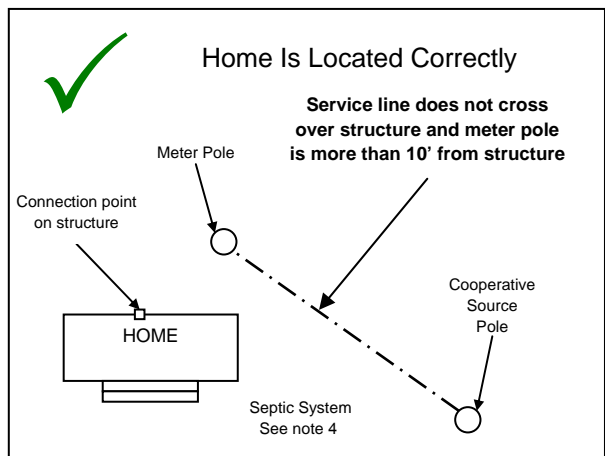 Home Is Located Correctly
Service line does not cross
over structure and meter pole
is more than 10’ from structure
Meter Pole
Connection point
on structure
Cooperative
Source
Pole
HOME
Septic System
See note 4